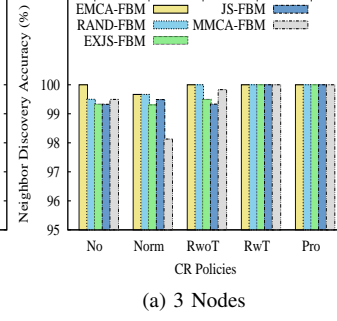 EMCA-FBM JS-FBM
RAND-FBM MMCA-FBM
EXJS-FBM
Neighbor Discovery Accuracy (%)
100
99
98
97
96
95
No Norm RwoT RwT Pro
CR Policies
(a) 3 Nodes